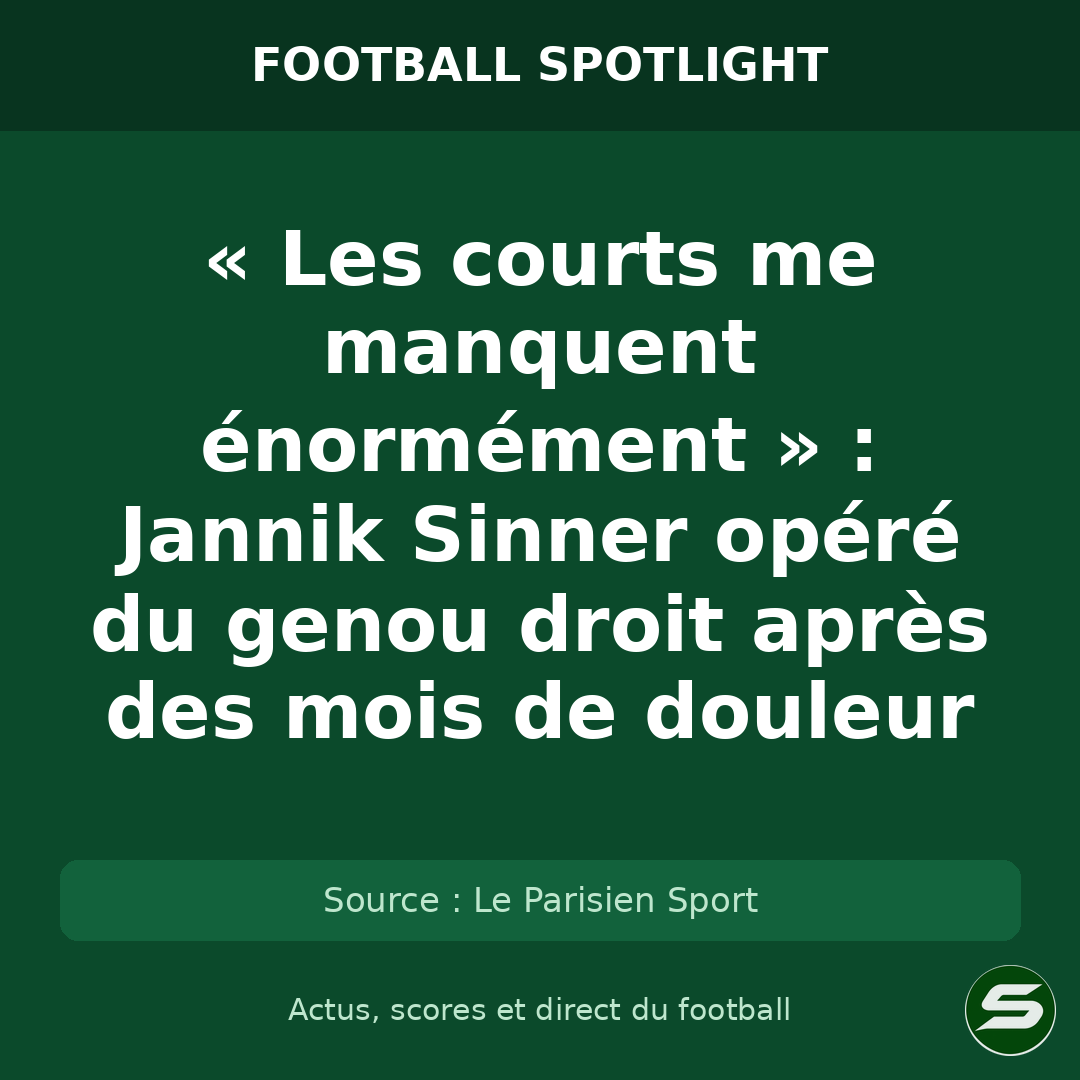 FOOTBALL SPOTLIGHT
« Les courts me
manquent
énormément » :
Jannik Sinner opéré
du genou droit après
des mois de douleur
Source : Le Parisien Sport
Actus, scores et direct du football
S